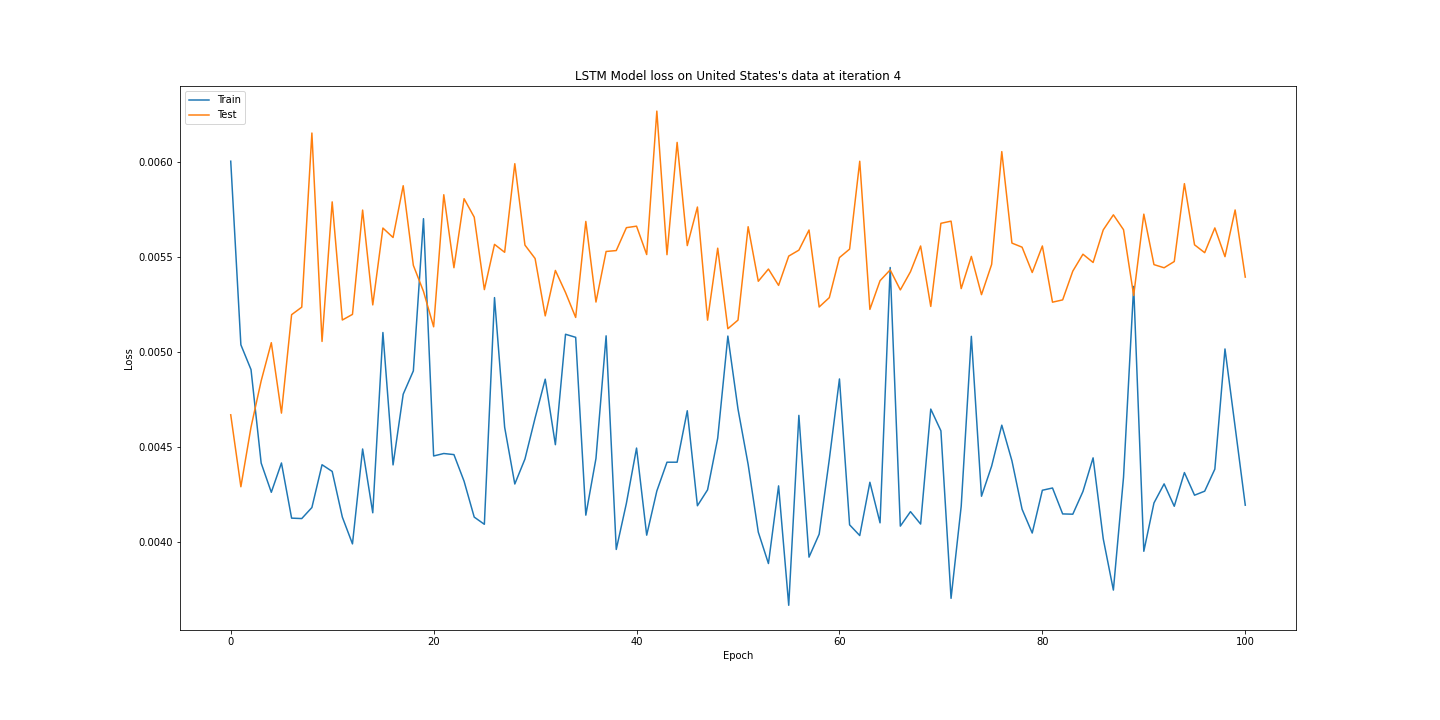 LSTM Model loss on United States's data at iteration 4
Train
Test
0.0060
0.0055
0.0050
0.0045
0.0040
Loss
0 20 40 60 80 100
Epoch